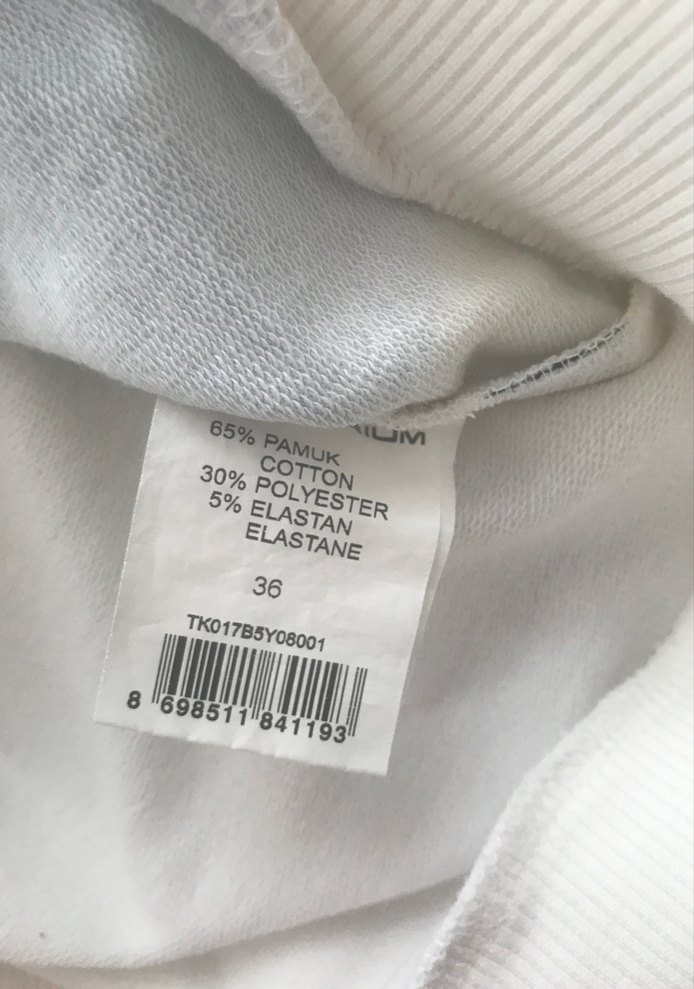 65% PAMUK
COTTON
30% POLYESTER
5% ELASTAN
ELASTANE
36
TK017B5Y08001
8 698511 841193